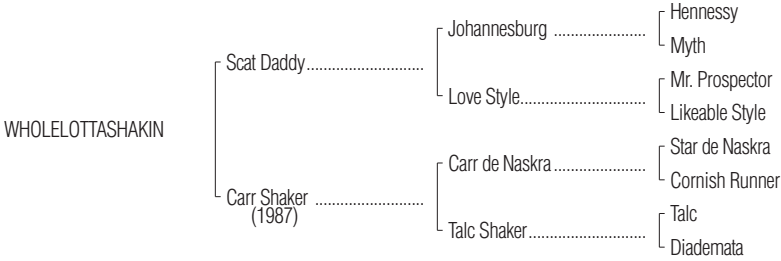 WHOLELOTTASHAKIN
Scat Daddy
Carr Shaker
(1987)
Johannesburg
Love Style
Carr de Naskra
Talc Shaker
Hennessy
Myth
Mr. Prospector
Likeable Style
Star de Naskra
Cornish Runner
Talc
Diademata